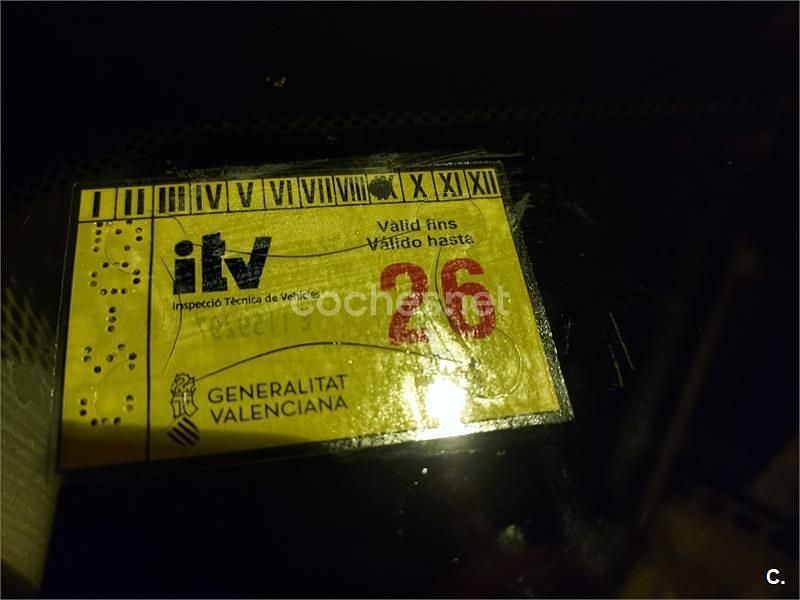 I II III IV V VI VII VIII X XI XII
itv
Inspecció Tècnica de Vehicles
Vàlid fins
Válido hasta
26
coches.net
GENERALITAT
VALENCIANA
C.